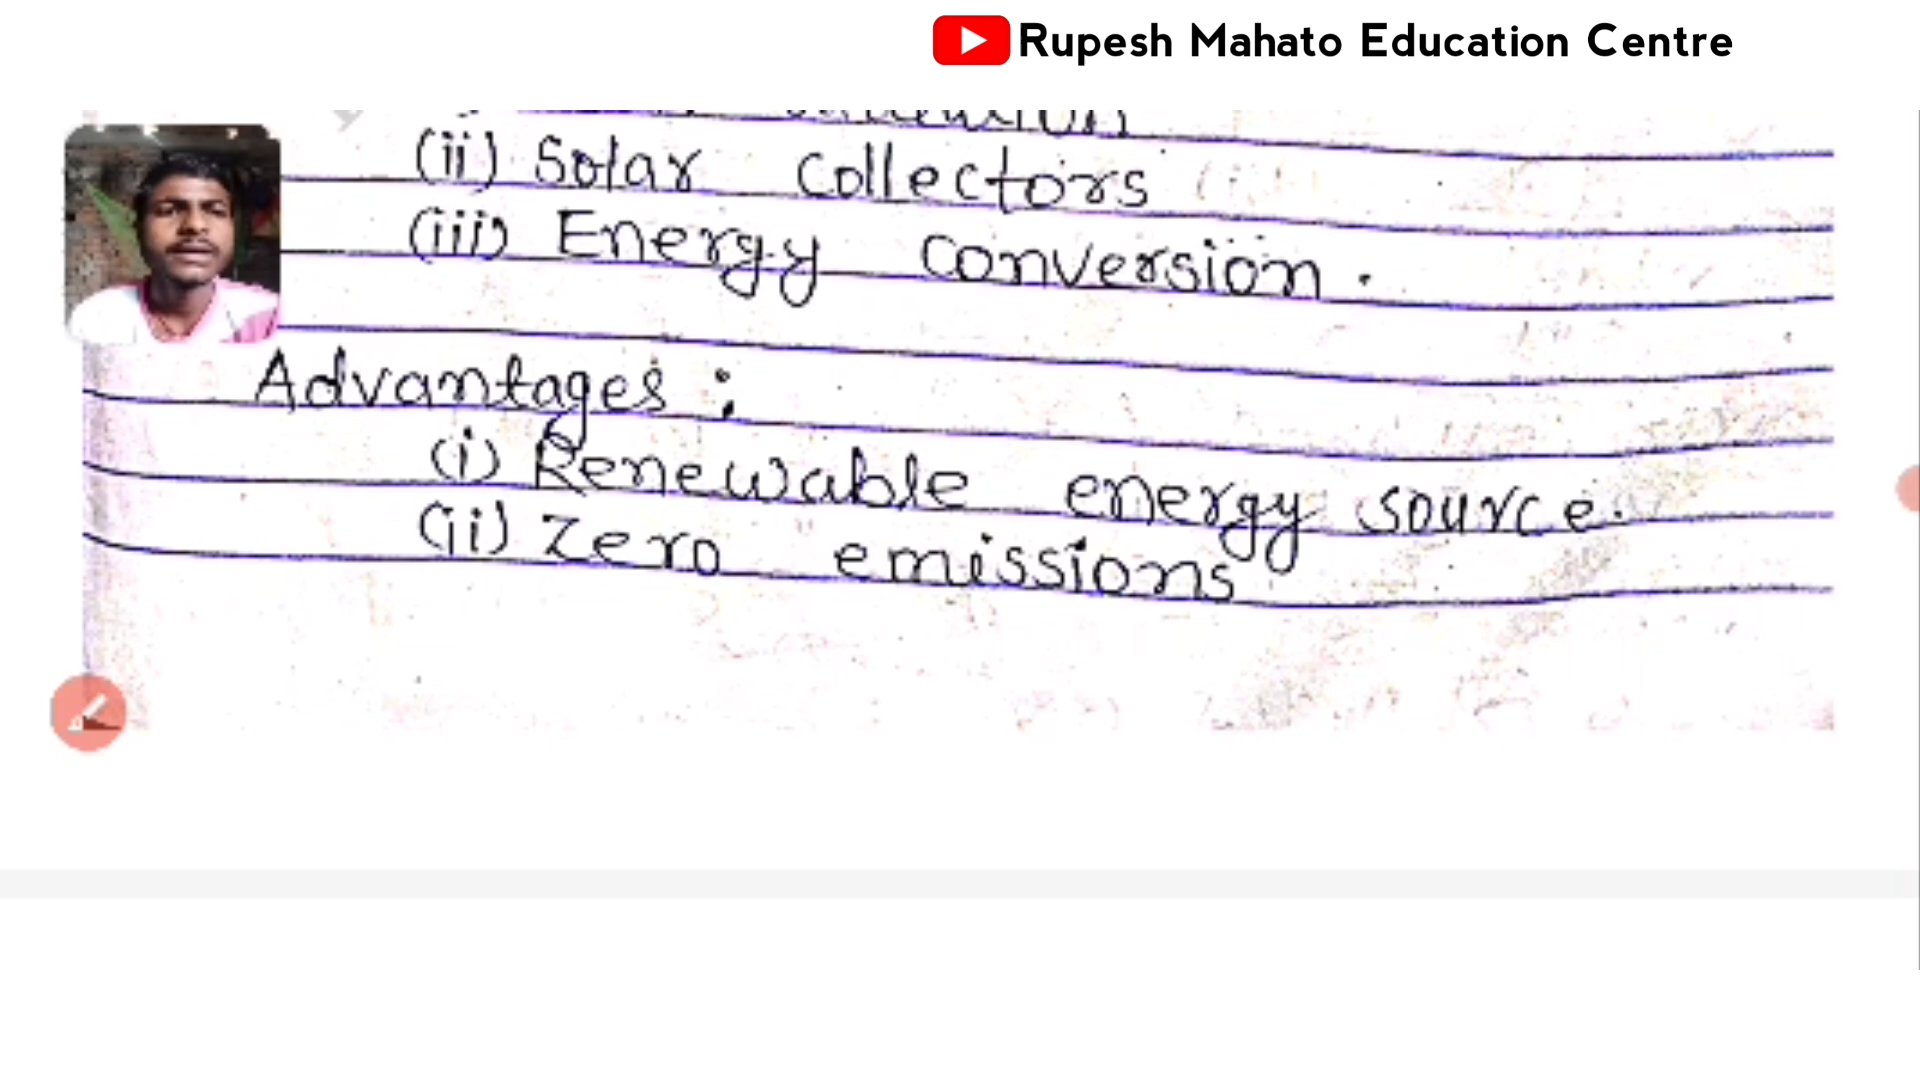 Rupesh Mahato Education Centre
(ii) Solar collectors
(iii) Energy conversion.
Advantages :
(i) Renewable energy source.
(ii) Zero emissions